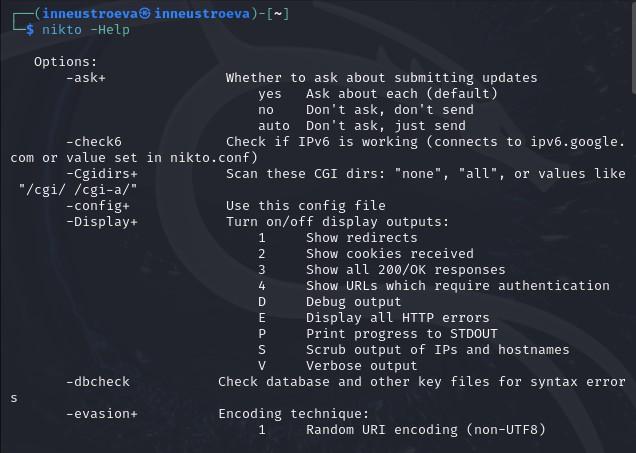 ┌──(inneustroeva㉿inneustroeva)-[~]
└─$ nikto -Help

   Options:
       -ask+               Whether to ask about submitting updates
                               yes   Ask about each (default)
                               no    Don't ask, don't send
                               auto  Don't ask, just send
       -check6             Check if IPv6 is working (connects to ipv6.google.
com or value set in nikto.conf)
       -Cgidirs+           Scan these CGI dirs: "none", "all", or values like
 "/cgi/ /cgi-a/"
       -config+            Use this config file
       -Display+           Turn on/off display outputs:
                               1     Show redirects
                               2     Show cookies received
                               3     Show all 200/OK responses
                               4     Show URLs which require authentication
                               D     Debug output
                               E     Display all HTTP errors
                               P     Print progress to STDOUT
                               S     Scrub output of IPs and hostnames
                               V     Verbose output
       -dbcheck           Check database and other key files for syntax error
s
       -evasion+          Encoding technique:
                               1     Random URI encoding (non-UTF8)